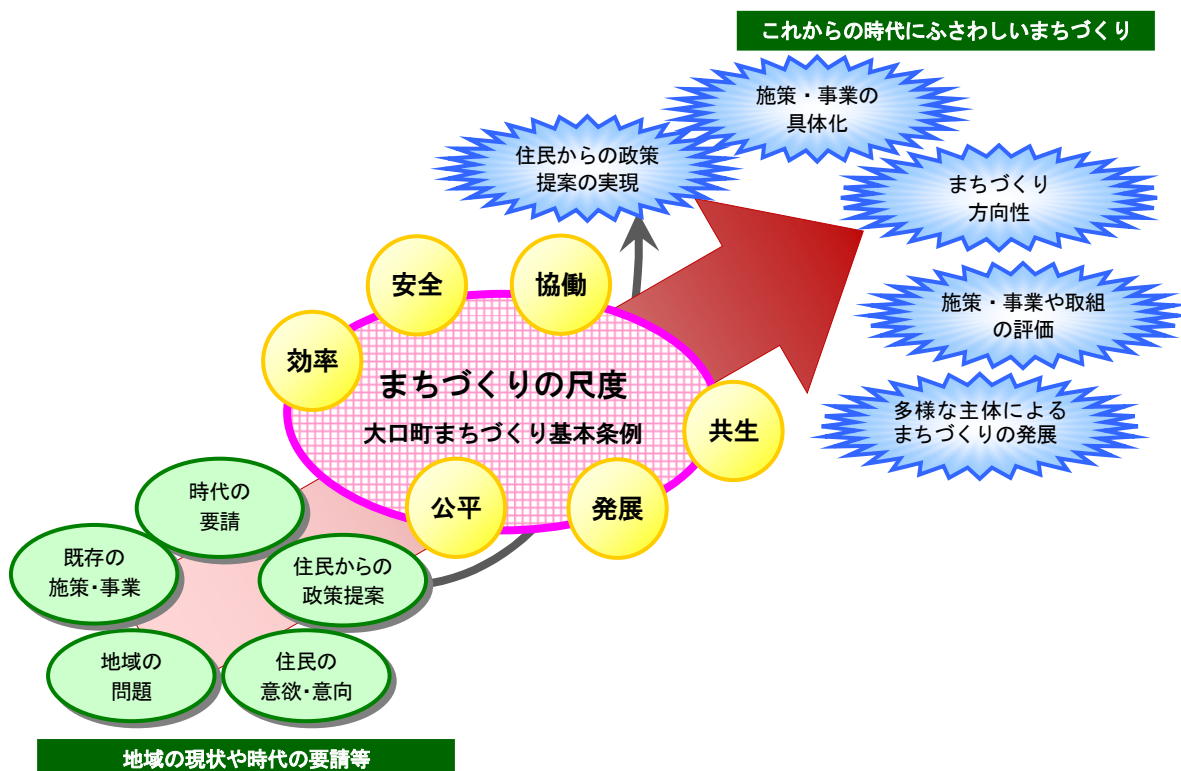 これからの時代にふさわしいまちづくり
施策・事業の
具体化
住民からの政策
提案の実現
まちづくり
方向性
施策・事業や取組
の評価
多様な主体による
まちづくりの発展
安全
協働
効率
まちづくりの尺度
大口町まちづくり基本条例
共生
公平
発展
時代の
要請
既存の
施策･事業
住民からの
政策提案
地域の
問題
住民の
意欲･意向
地域の現状や時代の要請等